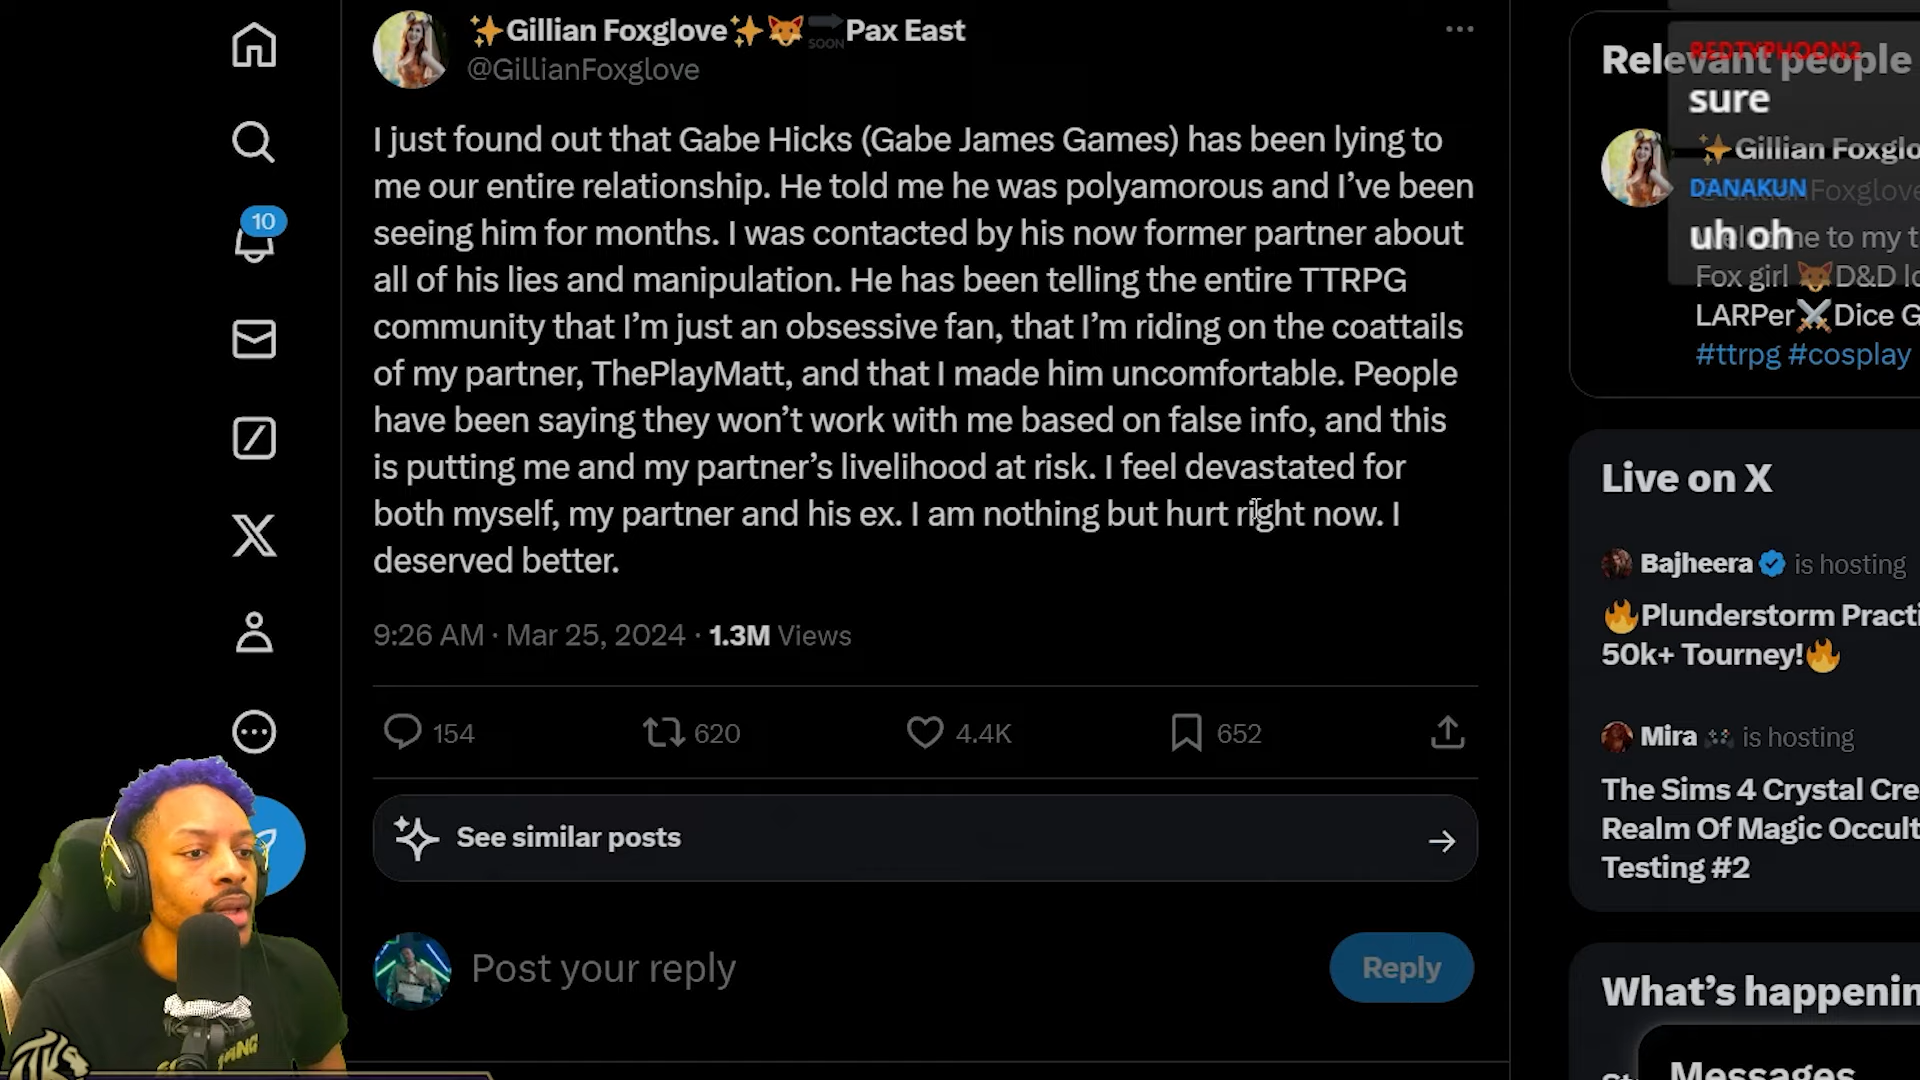 ✨Gillian Foxglove✨🦊🔜Pax East
@GillianFoxglove
I just found out that Gabe Hicks (Gabe James Games) has been lying to
me our entire relationship. He told me he was polyamorous and I’ve been
seeing him for months. I was contacted by his now former partner about
all of his lies and manipulation. He has been telling the entire TTRPG
community that I’m just an obsessive fan, that I’m riding on the coattails
of my partner, ThePlayMatt, and that I made him uncomfortable. People
have been saying they won’t work with me based on false info, and this
is putting me and my partner’s livelihood at risk. I feel devastated for
both myself, my partner and his ex. I am nothing but hurt right now. I
deserved better.
9:26 AM · Mar 25, 2024 · 1.3M Views
154 620 4.4K 652
See similar posts
Post your reply
Reply
10
Relevant people
REDTYPHOON2
sure
✨Gillian Foxglo
DANAKUN
Foxglove
uh oh
me to my t
Fox girl 🦊D&D lo
LARPer⚔Dice G
#ttrpg #cosplay
Live on X
Bajheera is hosting
🔥Plunderstorm Practi
50k+ Tourney!🔥
Mira 🎮 is hosting
The Sims 4 Crystal Cre
Realm Of Magic Occult
Testing #2
What’s happenin
Messages